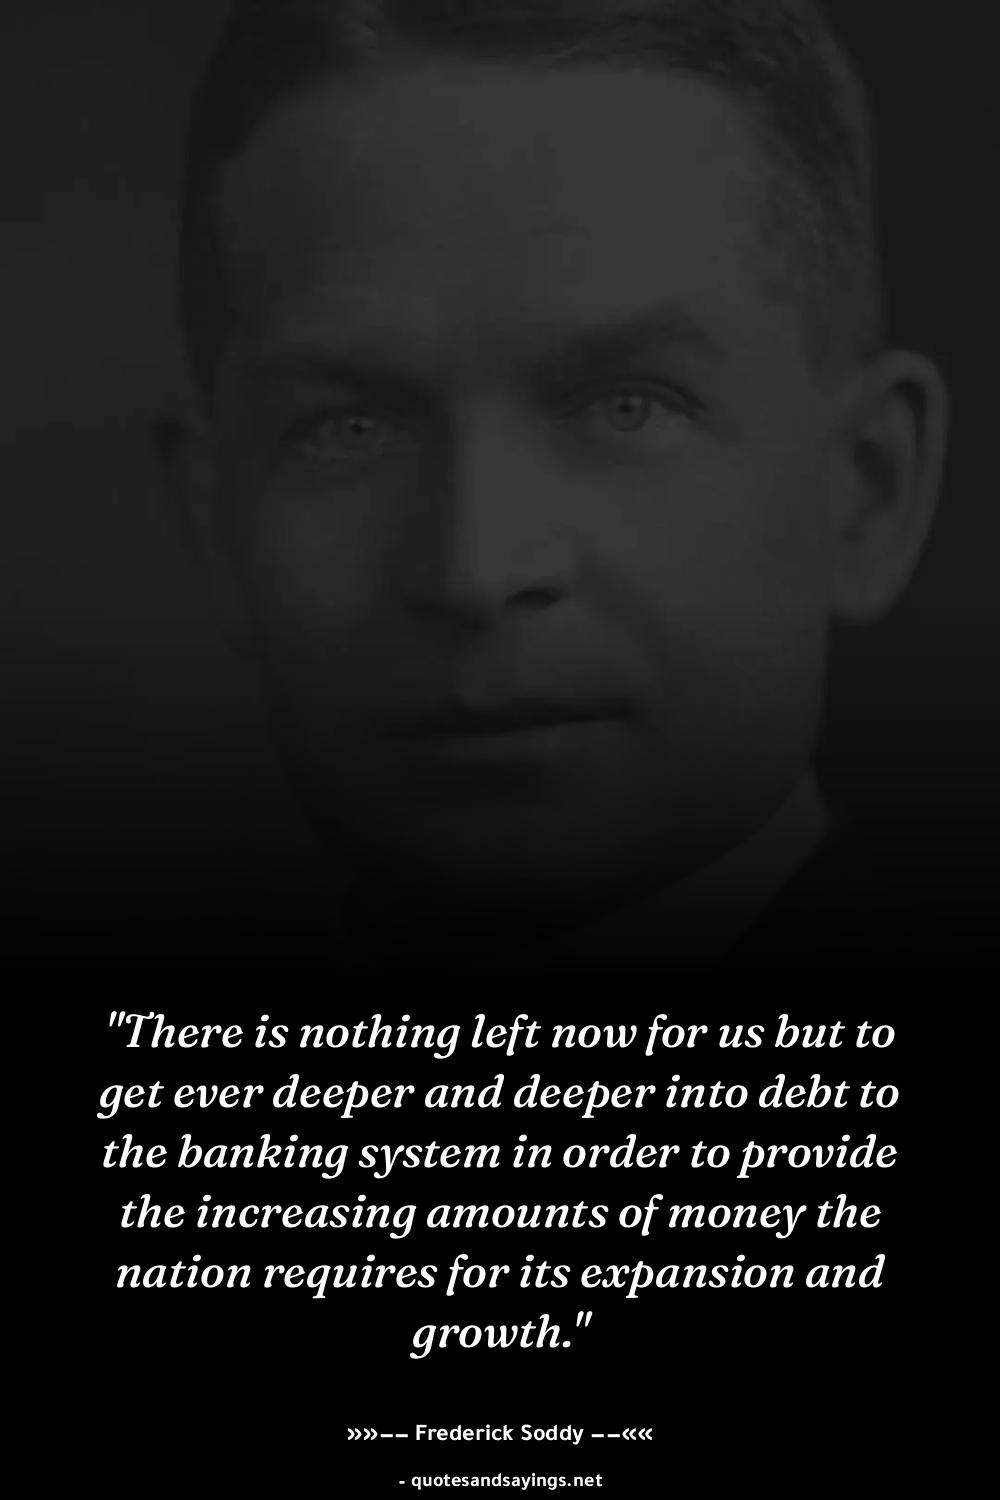 "There is nothing left now for us but to
get ever deeper and deeper into debt to
the banking system in order to provide
the increasing amounts of money the
nation requires for its expansion and
growth."
»»–– Frederick Soddy ––««
- quotesandsayings.net